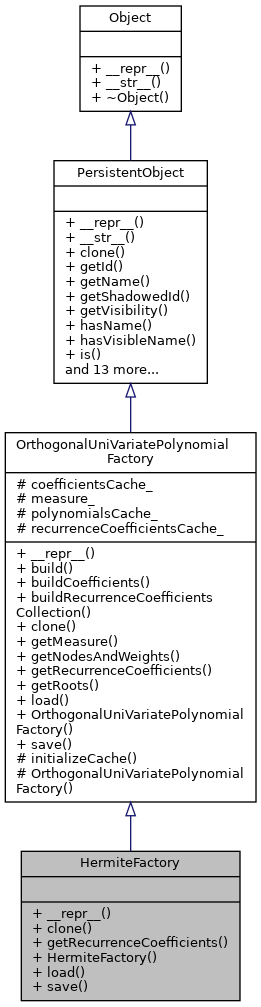 Object
+ __repr__()
+ __str__()
+ ~Object()
PersistentObject
+ __repr__()
+ __str__()
+ clone()
+ getId()
+ getName()
+ getShadowedId()
+ getVisibility()
+ hasName()
+ hasVisibleName()
+ is()
and 13 more...
OrthogonalUniVariatePolynomial
Factory
# coefficientsCache_
# measure_
# polynomialsCache_
# recurrenceCoefficientsCache_
+ __repr__()
+ build()
+ buildCoefficients()
+ buildRecurrenceCoefficients
Collection()
+ clone()
+ getMeasure()
+ getNodesAndWeights()
+ getRecurrenceCoefficients()
+ getRoots()
+ load()
+ OrthogonalUniVariatePolynomial
Factory()
+ save()
# initializeCache()
# OrthogonalUniVariatePolynomial
Factory()
HermiteFactory
+ __repr__()
+ clone()
+ getRecurrenceCoefficients()
+ HermiteFactory()
+ load()
+ save()